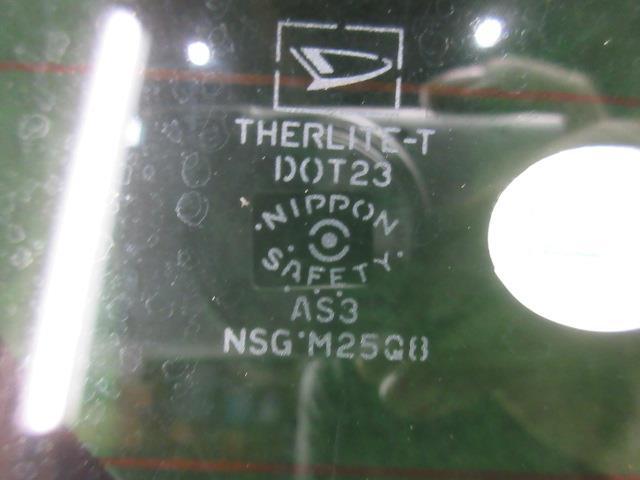 THERLITE-T
DOT23
·NIPPON·
SAFETY
AS3
NSG·M25Q8